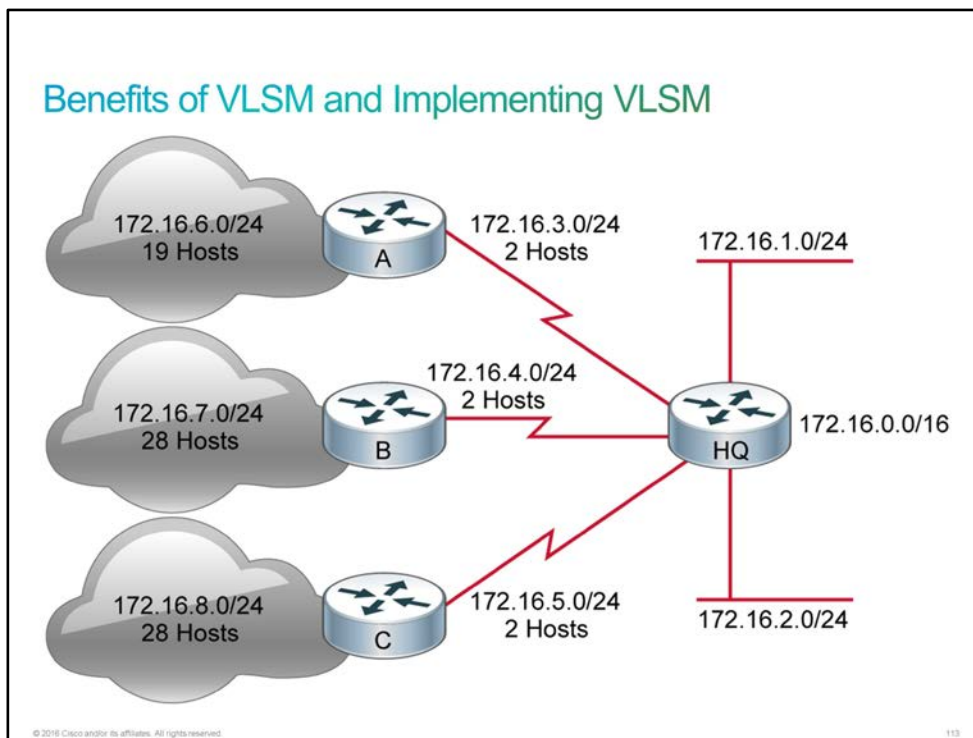 Benefits of VLSM and Implementing VLSM
172.16.6.0/24
19 Hosts
A
172.16.3.0/24
2 Hosts
172.16.1.0/24
172.16.7.0/24
28 Hosts
B
172.16.4.0/24
2 Hosts
HQ
172.16.0.0/16
172.16.8.0/24
28 Hosts
C
172.16.5.0/24
2 Hosts
172.16.2.0/24
© 2016 Cisco and/or its affiliates. All rights reserved.
113